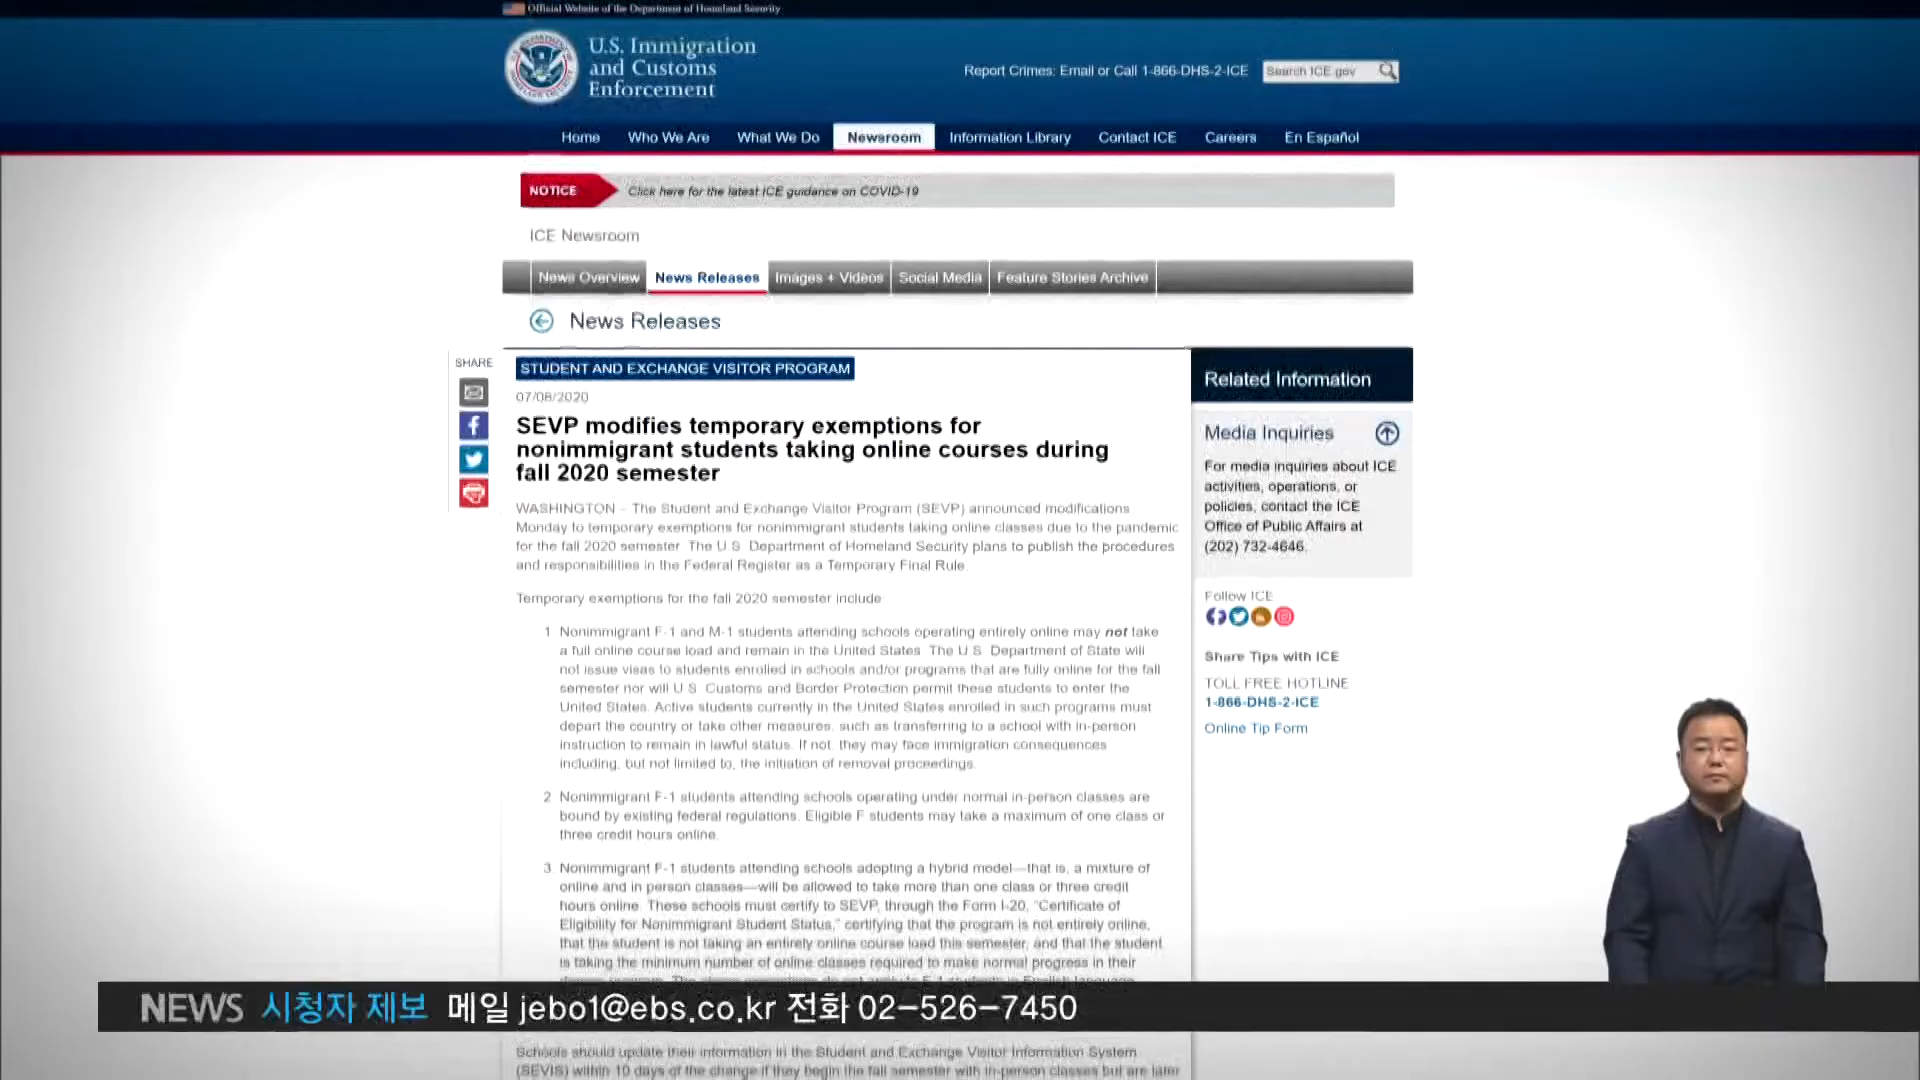 Official Website of the Department of Homeland Security
U.S. Immigration
and Customs
Enforcement
Report Crimes: Email or Call 1-866-DHS-2-ICE
Search ICE.gov
Home Who We Are What We Do Newsroom Information Library Contact ICE Careers En Español
NOTICE Click here for the latest ICE guidance on COVID-19
ICE Newsroom
News Overview News Releases Images + Videos Social Media Feature Stories Archive
News Releases
SHARE
STUDENT AND EXCHANGE VISITOR PROGRAM
07/08/2020
SEVP modifies temporary exemptions for
nonimmigrant students taking online courses during
fall 2020 semester
WASHINGTON – The Student and Exchange Visitor Program (SEVP) announced modifications
Monday to temporary exemptions for nonimmigrant students taking online classes due to the pandemic
for the fall 2020 semester. The U.S. Department of Homeland Security plans to publish the procedures
and responsibilities in the Federal Register as a Temporary Final Rule.
Temporary exemptions for the fall 2020 semester include
1 Nonimmigrant F-1 and M-1 students attending schools operating entirely online may not take
a full online course load and remain in the United States. The U.S. Department of State will
not issue visas to students enrolled in schools and/or programs that are fully online for the fall
semester nor will U.S. Customs and Border Protection permit these students to enter the
United States. Active students currently in the United States enrolled in such programs must
depart the country or take other measures, such as transferring to a school with in-person
instruction to remain in lawful status. If not, they may face immigration consequences
including, but not limited to, the initiation of removal proceedings.
2 Nonimmigrant F-1 students attending schools operating under normal in-person classes are
bound by existing federal regulations. Eligible F students may take a maximum of one class or
three credit hours online.
3 Nonimmigrant F-1 students attending schools adopting a hybrid model—that is, a mixture of
online and in person classes—will be allowed to take more than one class or three credit
hours online. These schools must certify to SEVP, through the Form I-20, "Certificate of
Eligibility for Nonimmigrant Student Status," certifying that the program is not entirely online,
that the student is not taking an entirely online course load this semester, and that the student
is taking the minimum number of online classes required to make normal progress in their
Schools should update their information in the Student and Exchange Visitor Information System
(SEVIS) within 10 days of the change if they begin the fall semester with in-person classes but are later
Related Information
Media Inquiries
For media inquiries about ICE
activities, operations, or
policies, contact the ICE
Office of Public Affairs at
(202) 732-4646.
Follow ICE
Share Tips with ICE
TOLL FREE HOTLINE
1-866-DHS-2-ICE
Online Tip Form
NEWS 시청자 제보 메일 jebo1@ebs.co.kr 전화 02-526-7450